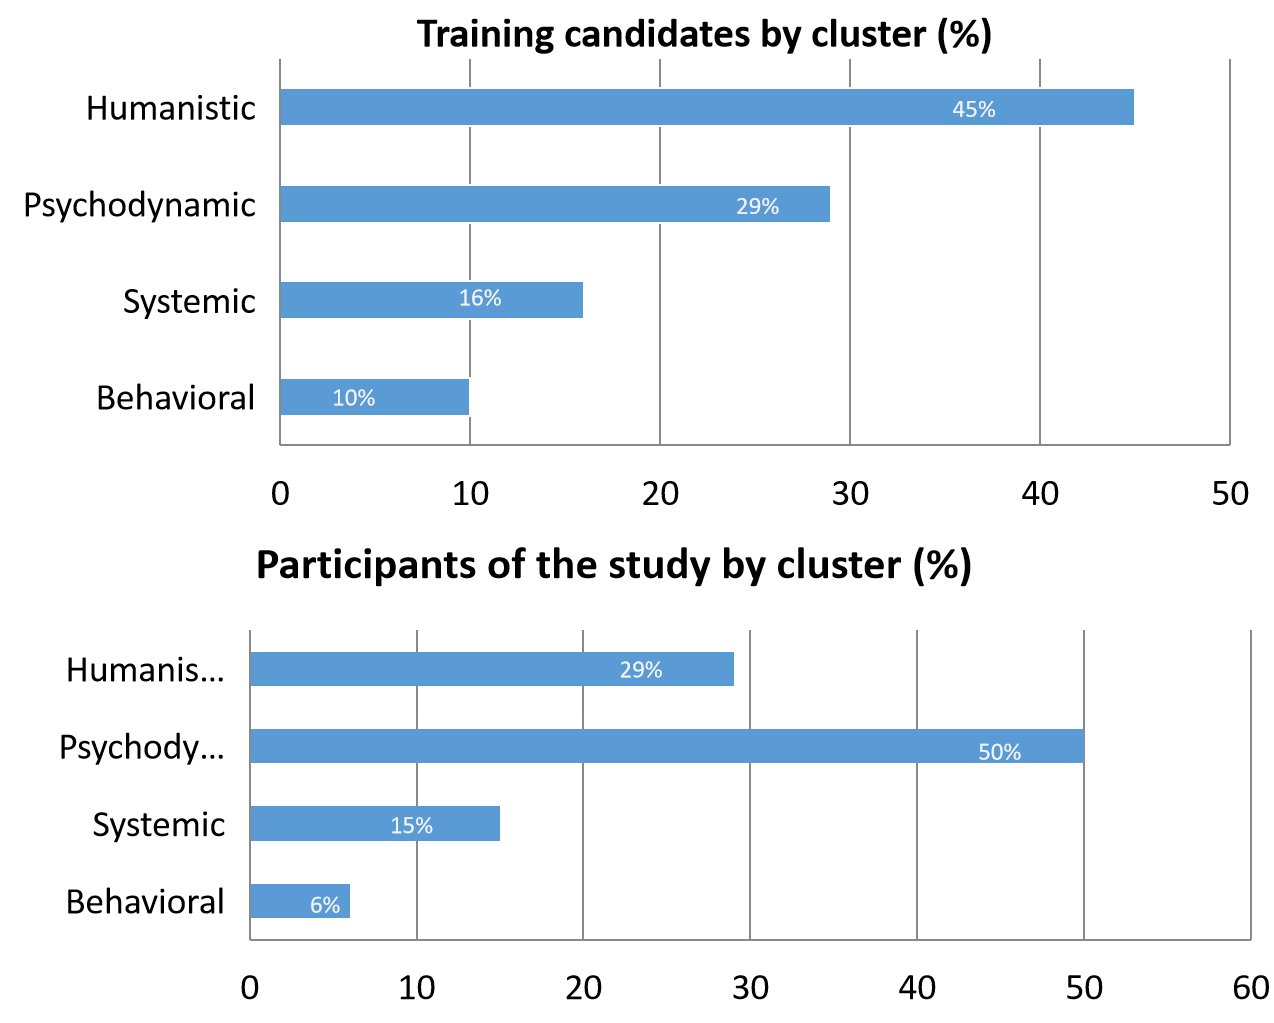 Training candidates by cluster (%)
Humanistic 45%
Psychodynamic 29%
Systemic 16%
Behavioral 10%
0 10 20 30 40 50
Participants of the study by cluster (%)
Humanis... 29%
Psychody... 50%
Systemic 15%
Behavioral 6%
0 10 20 30 40 50 60